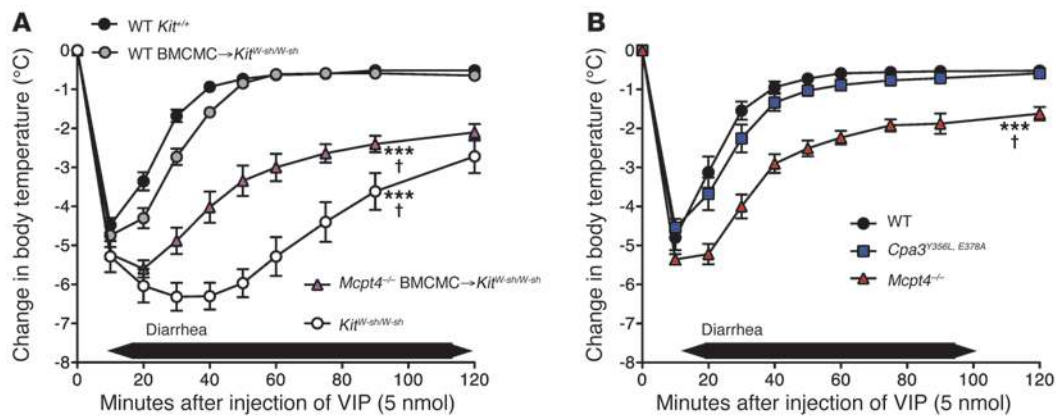 A
WT Kit+/+
WT BMCMC→KitW-sh/W-sh
Change in body temperature (°C)
0
-1
-2
-3
-4
-5
-6
-7
-8
***
†
***
†
Mcpt4–/– BMCMC→KitW-sh/W-sh
KitW-sh/W-sh
Diarrhea
0 20 40 60 80 100 120
Minutes after injection of VIP (5 nmol)
B
Change in body temperature (°C)
0
-1
-2
-3
-4
-5
-6
-7
-8
***
†
WT
Cpa3Y356L, E378A
Mcpt4–/–
Diarrhea
0 20 40 60 80 100 120
Minutes after injection of VIP (5 nmol)